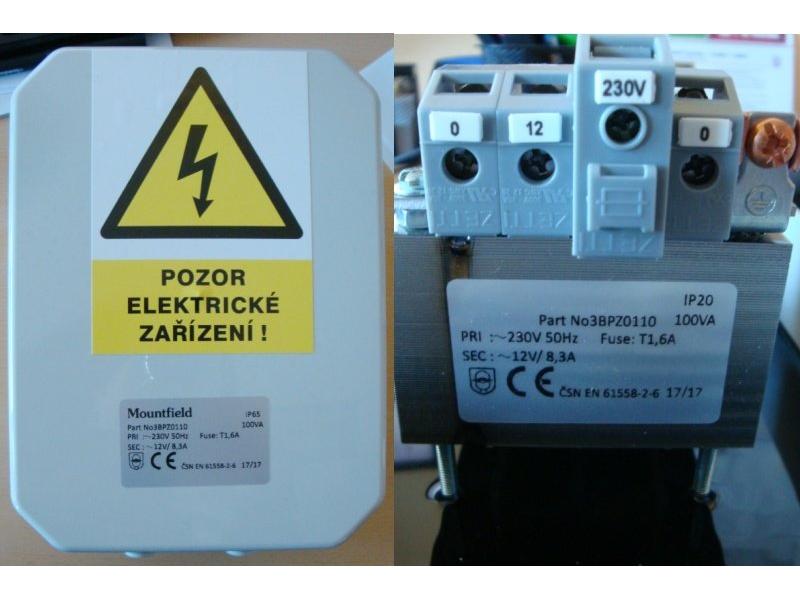 POZOR
ELEKTRICKÉ
ZAŘÍZENÍ !
Mountfield IP65
Part No3BPZ0110 100VA
PRI :~230V 50Hz Fuse: T1,6A
SEC : ~12V/ 8,3A
CE ČSN EN 61558-2-6 17/17
0 12 230V 0
IP20
Part No3BPZ0110 100VA
PRI :~230V 50Hz Fuse: T1,6A
SEC : ~12V/ 8,3A
CE ČSN EN 61558-2-6 17/17